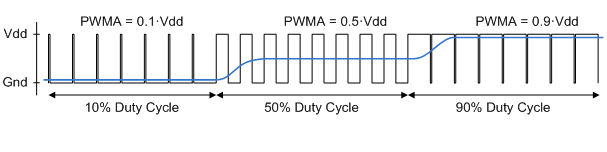 PWMA = 0.1·Vdd PWMA = 0.5·Vdd PWMA = 0.9·Vdd
Vdd
Gnd
10% Duty Cycle 50% Duty Cycle 90% Duty Cycle